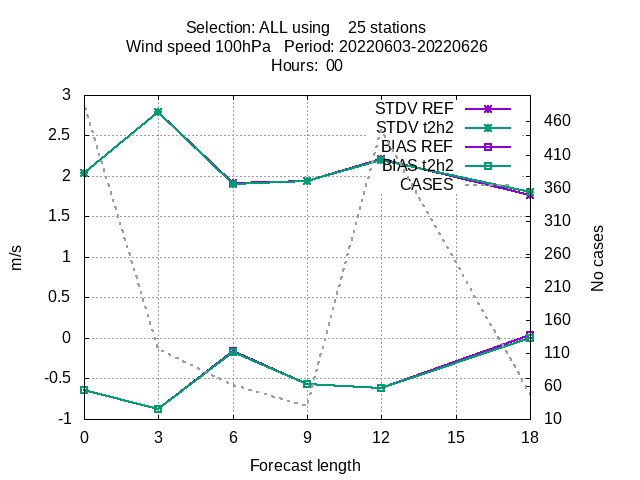 Selection: ALL using    25 stations
Wind speed 100hPa   Period: 20220603-20220626
Hours:  00
STDV REF
STDV t2h2
BIAS REF
BIAS t2h2
CASES
3
2.5
2
1.5
1
0.5
0
-0.5
-1
m/s
460
410
360
310
260
210
160
110
60
10
No cases
0 3 6 9 12 15 18
Forecast length